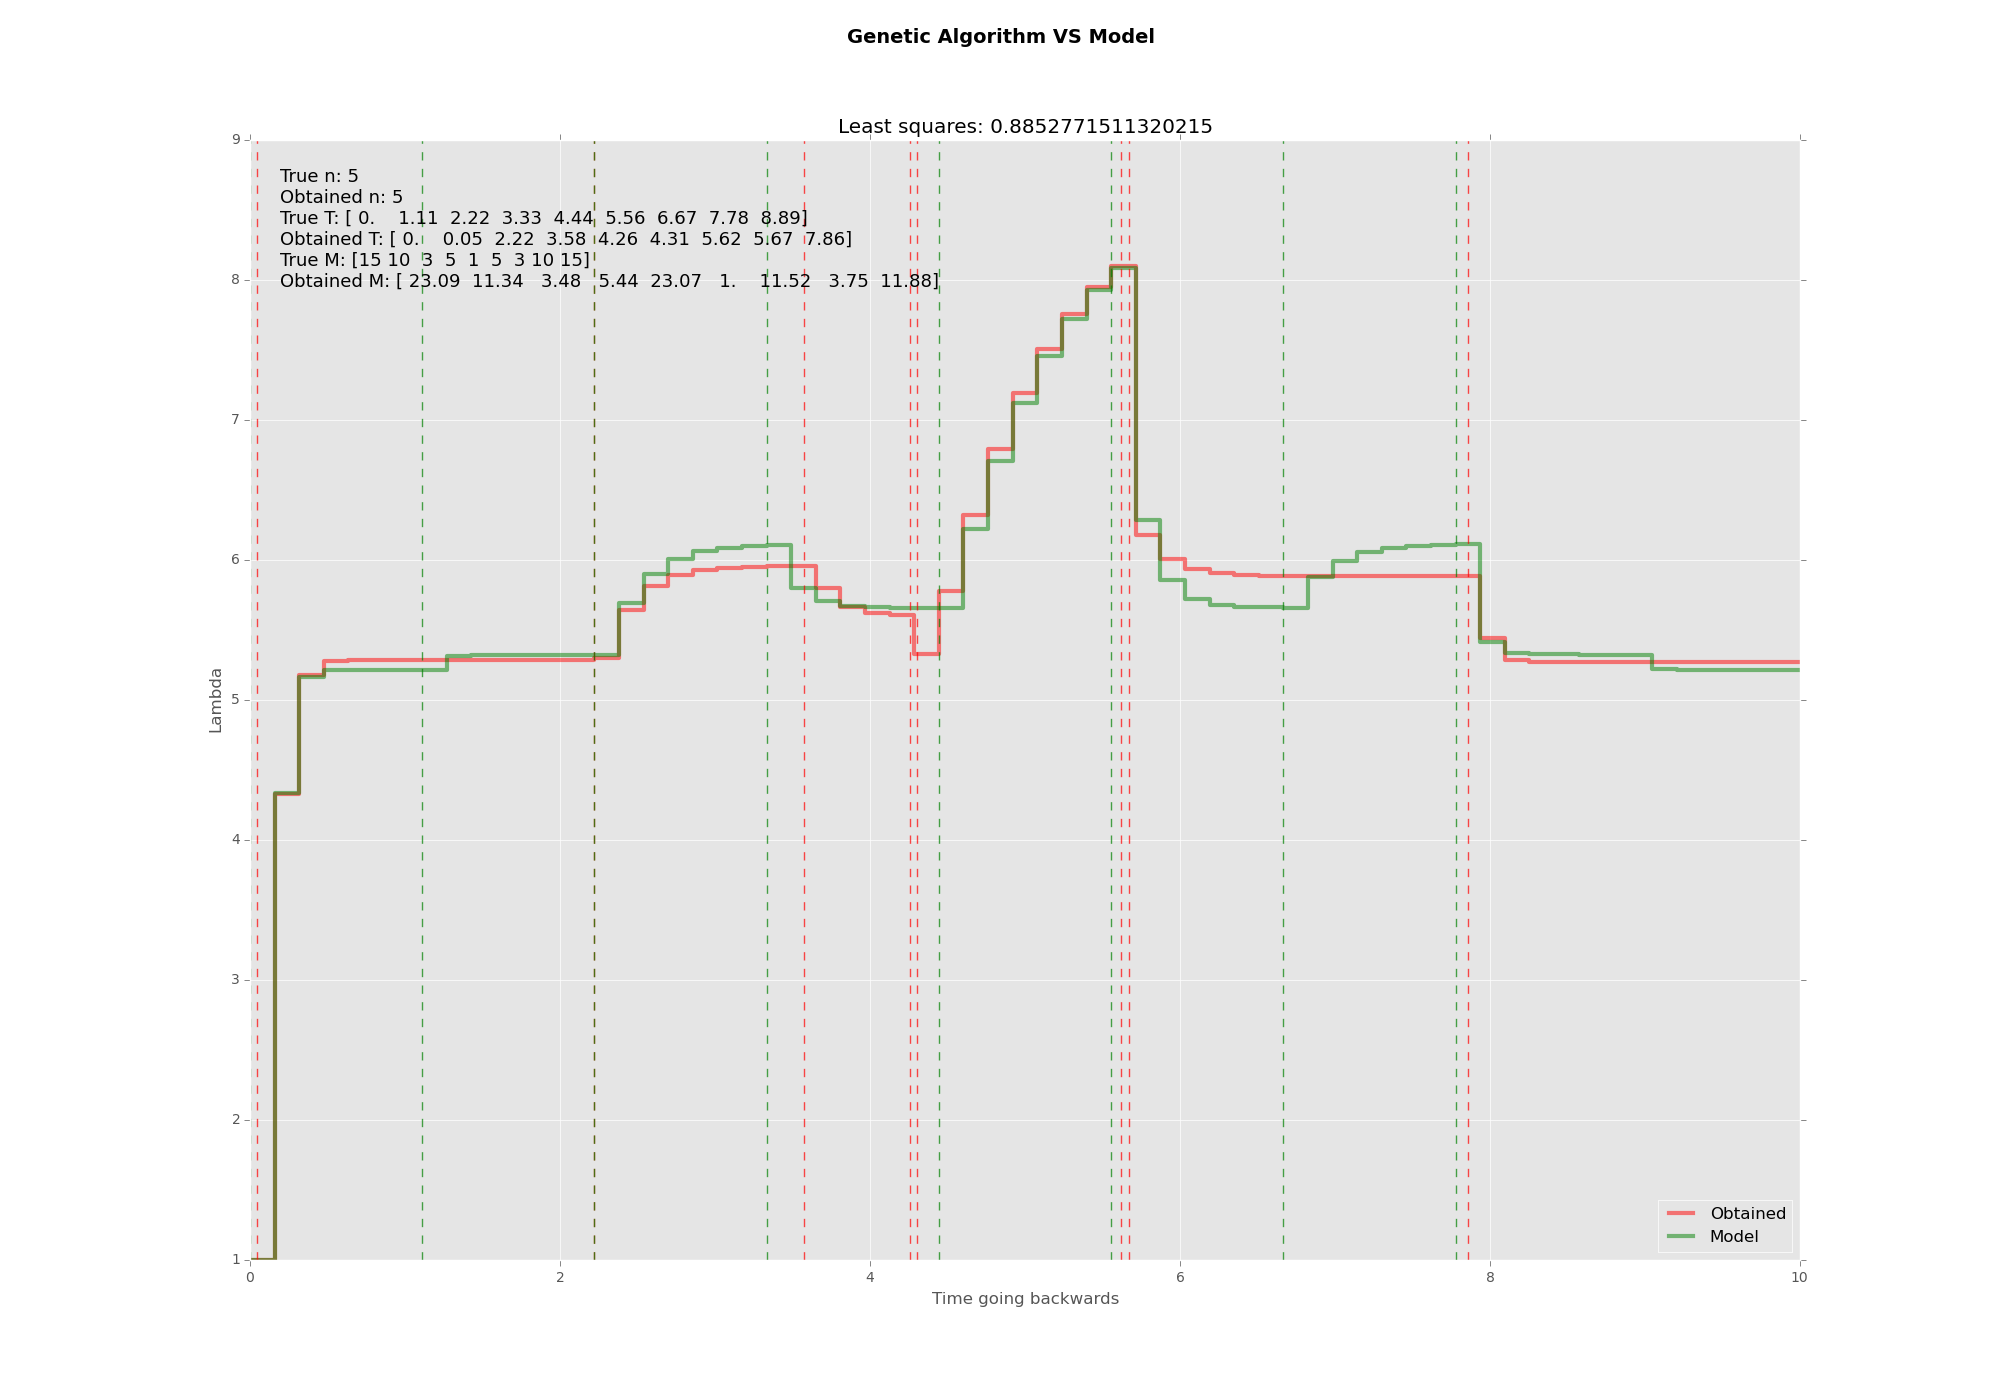 Genetic Algorithm VS Model
Least squares: 0.8852771511320215
9
8
7
6
5
4
3
2
1
True n: 5
Obtained n: 5
True T: [ 0. 1.11 2.22 3.33 4.44 5.56 6.67 7.78 8.89]
Obtained T: [ 0. 0.05 2.22 3.58 4.26 4.31 5.62 5.67 7.86]
True M: [15 10 3 5 1 5 3 10 15]
Obtained M: [ 23.09 11.34 3.48 5.44 23.07 1. 11.52 3.75 11.88]
Lambda
Obtained
Model
0 2 4 6 8 10
Time going backwards